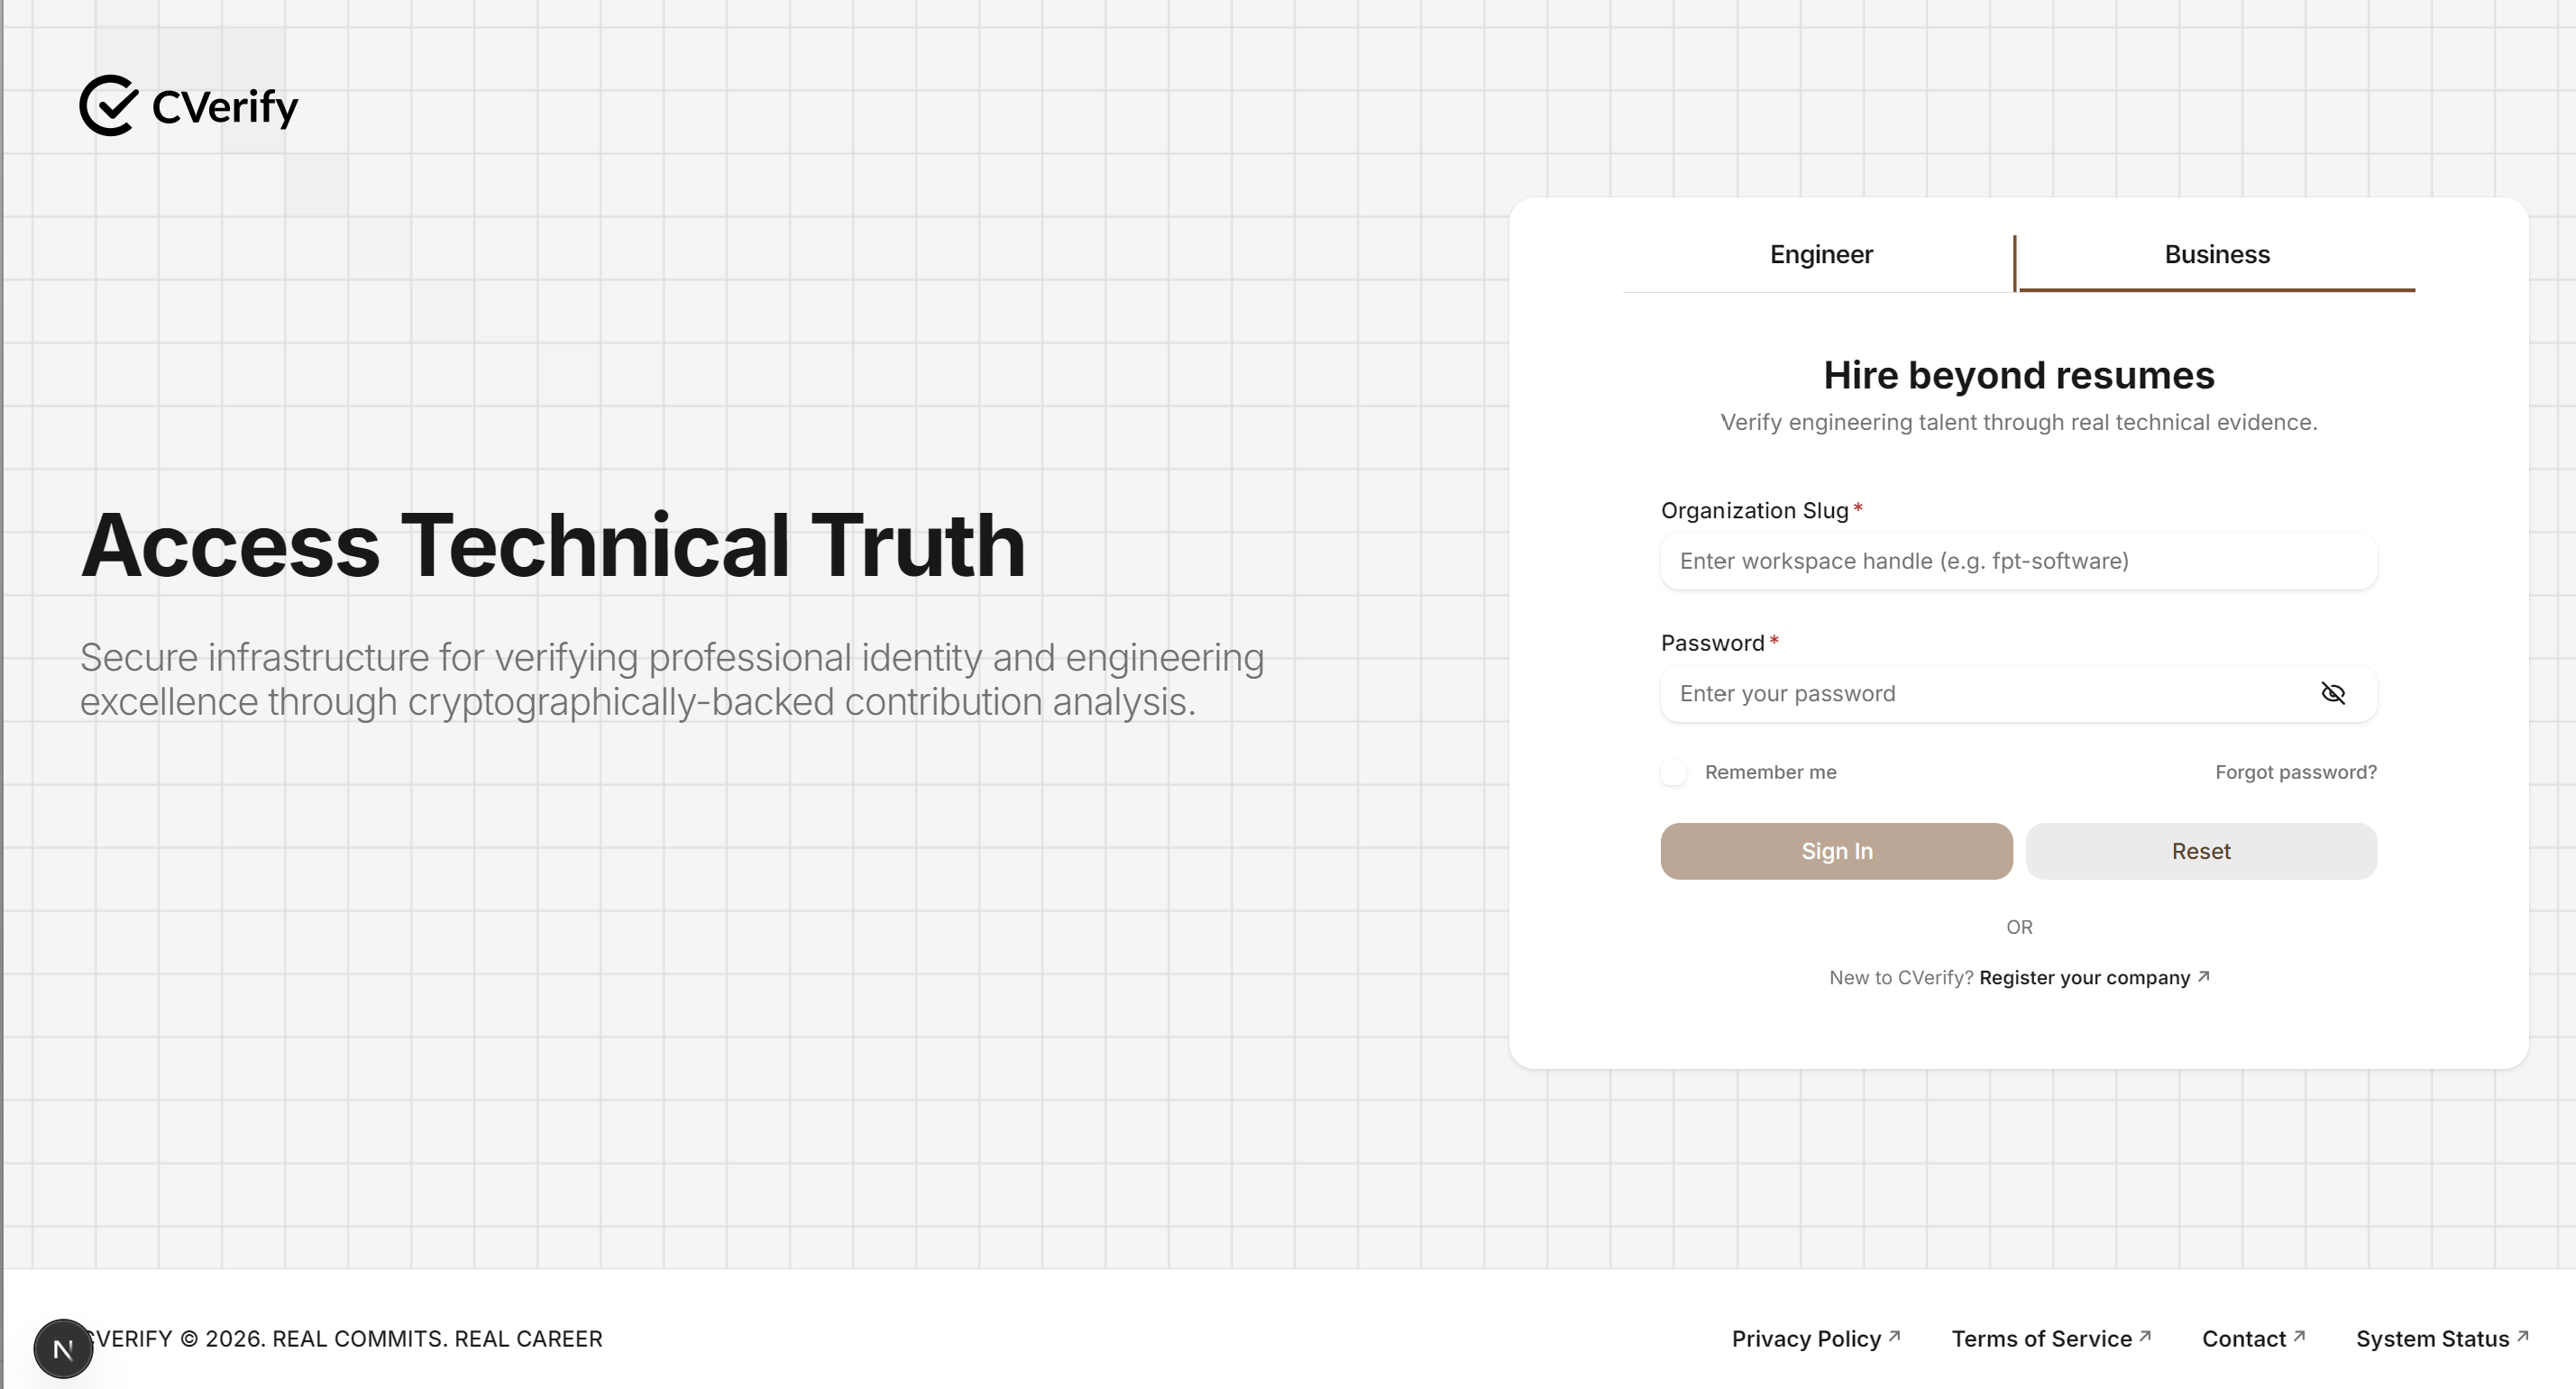 CVerify
Engineer
Business
Hire beyond resumes
Verify engineering talent through real technical evidence.
Access Technical Truth
Secure infrastructure for verifying professional identity and engineering
excellence through cryptographically-backed contribution analysis.
Organization Slug*
Enter workspace handle (e.g. fpt-software)
Password*
Enter your password
Remember me
Forgot password?
Sign In
Reset
OR
New to CVerify? Register your company ↗
N
CVERIFY © 2026. REAL COMMITS. REAL CAREER
Privacy Policy ↗
Terms of Service ↗
Contact ↗
System Status ↗